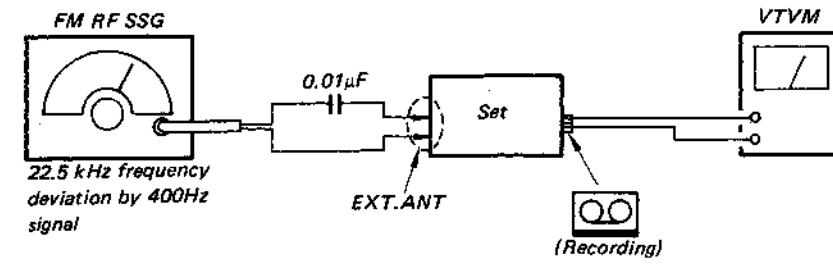 FM RF SSG
VTVM
0.01μF
Set
22.5 kHz frequency
deviation by 400Hz
signal
EXT.ANT
(Recording)